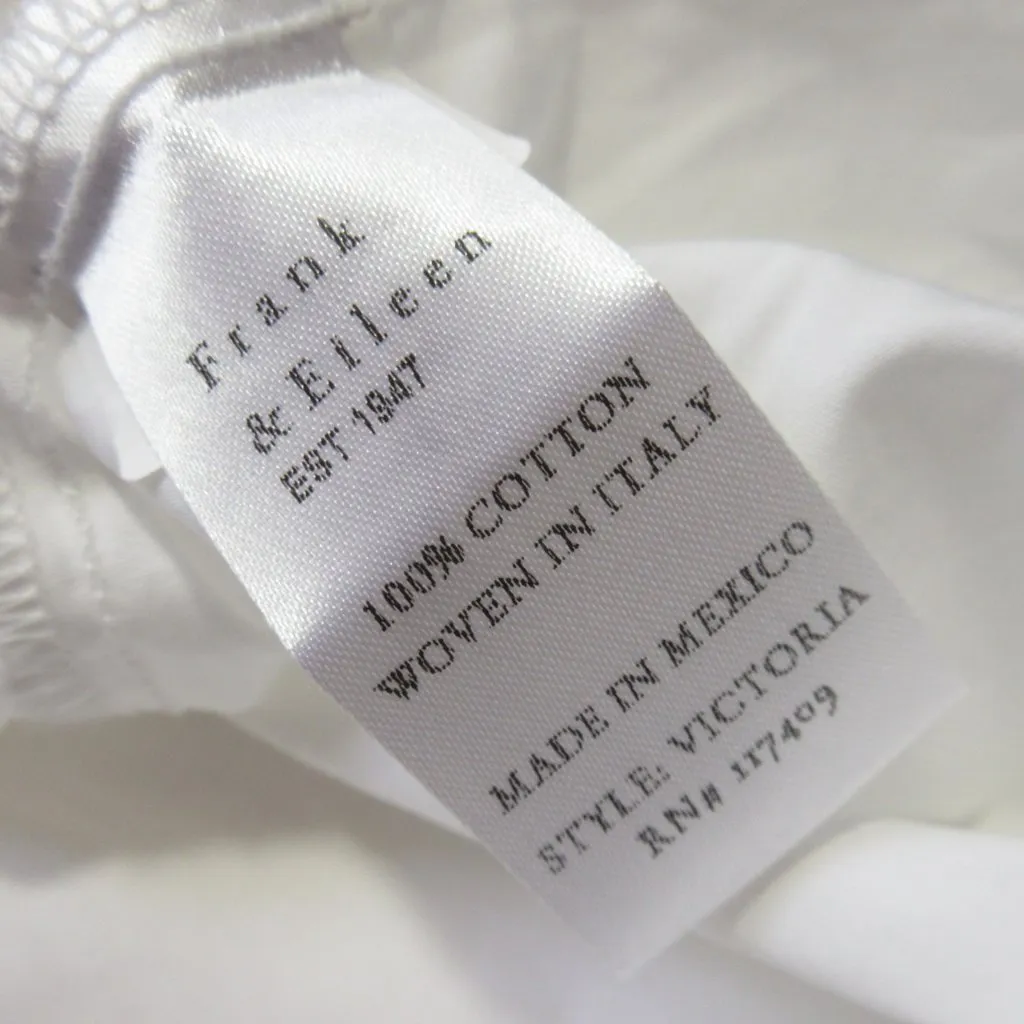 Frank
& Eileen
EST 1947
100% COTTON
WOVEN IN ITALY
MADE IN MEXICO
STYLE: VICTORIA
RN# 117409